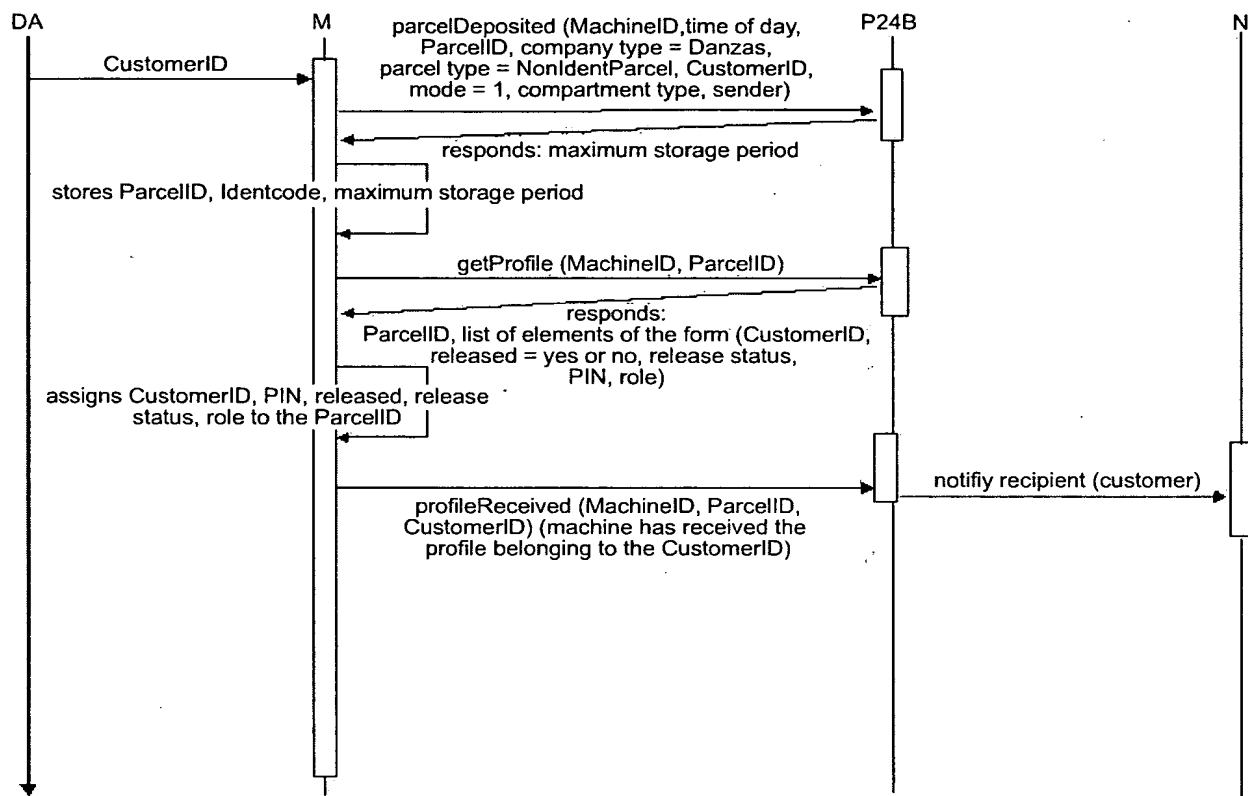 DA
M
P24B
N
parcelDeposited (MachineID,time of day,
ParcelID, company type = Danzas,
parcel type = NonIdentParcel, CustomerID,
mode = 1, compartment type, sender)
CustomerID
responds: maximum storage period
stores ParcelID, Identcode, maximum storage period
getProfile (MachineID, ParcelID)
responds:
ParcelID, list of elements of the form (CustomerID,
released = yes or no, release status,
PIN, role)
assigns CustomerID, PIN, released, release
status, role to the ParcelID
notifiy recipient (customer)
profileReceived (MachineID, ParcelID,
CustomerID) (machine has received the
profile belonging to the CustomerID)